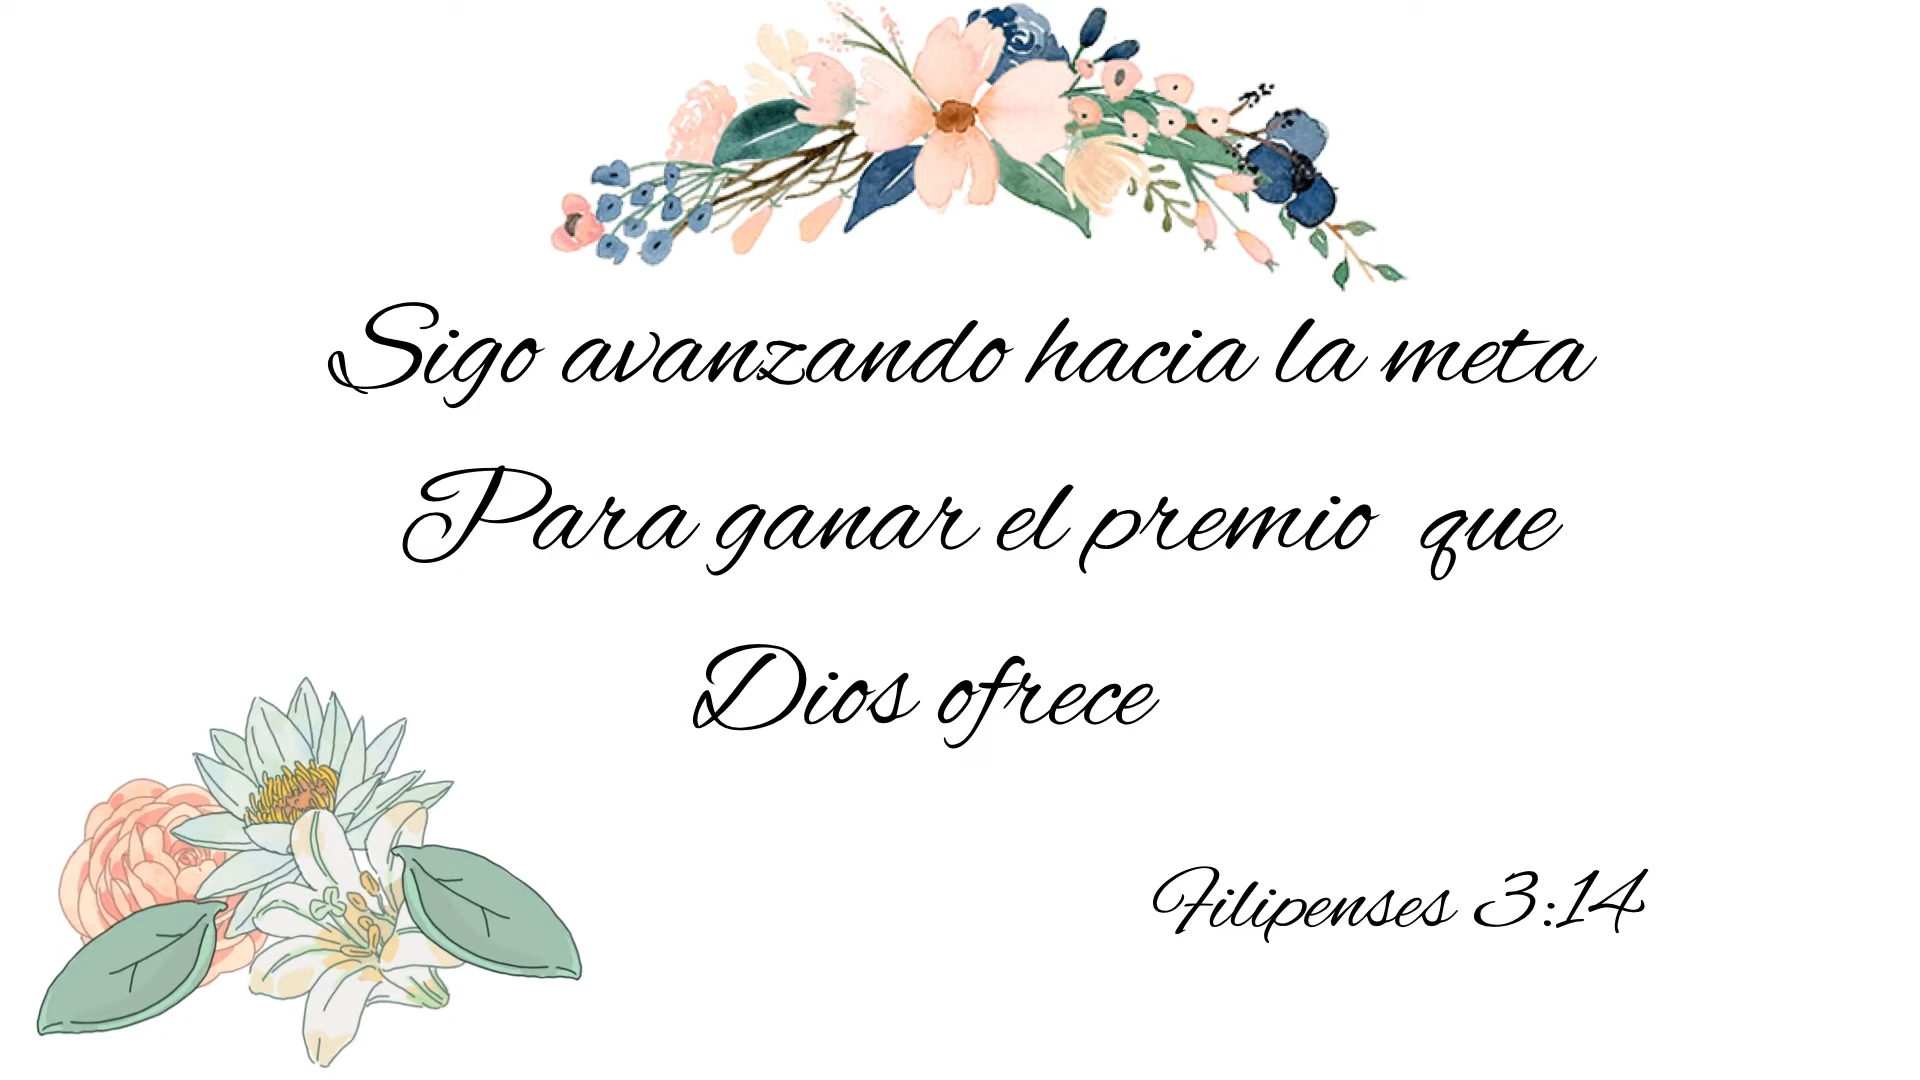 Sigo avanzando hacia la meta
Para ganar el premio que
Dios ofrece
Filipenses 3:14